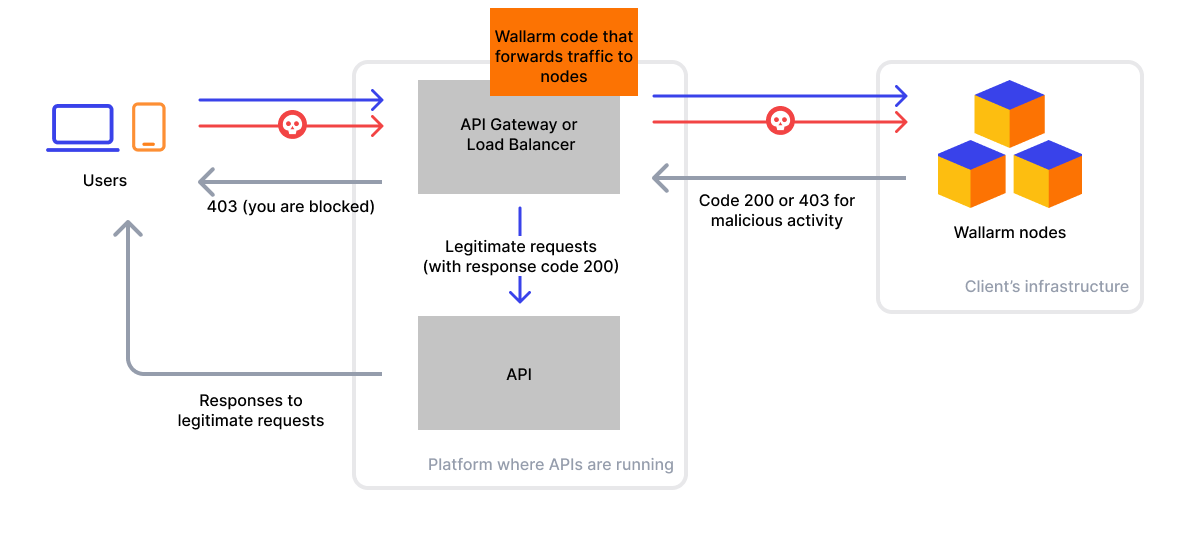 Wallarm code that
forwards traffic to
nodes
API Gateway or
Load Balancer
Users
403 (you are blocked)
Code 200 or 403 for
malicious activity
Wallarm nodes
Legitimate requests
(with response code 200)
Client’s infrastructure
API
Responses to
legitimate requests
Platform where APIs are running